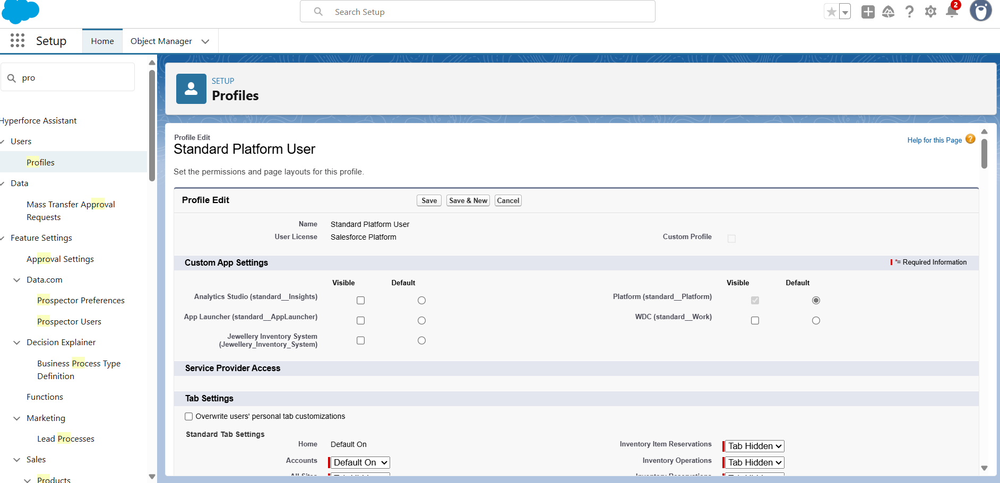 Search Setup
2
Setup
Home
Object Manager
pro
Hyperforce Assistant
Users
Profiles
Data
Mass Transfer Approval
Requests
Feature Settings
Approval Settings
Data.com
Prospector Preferences
Prospector Users
Decision Explainer
Business Process Type
Definition
Functions
Marketing
Lead Processes
Sales
Products
SETUP
Profiles
Profile Edit
Standard Platform User
Help for this Page ?
Set the permissions and page layouts for this profile.
Profile Edit
Save
Save & New
Cancel
Name Standard Platform User
User License Salesforce Platform
Custom Profile
Custom App Settings
*= Required Information
Visible Default
Visible Default
Analytics Studio (standard__Insights)
Platform (standard__Platform)
App Launcher (standard__AppLauncher)
WDC (standard__Work)
Jewellery Inventory System
(Jewellery_Inventory_System)
Service Provider Access
Tab Settings
Overwrite users' personal tab customizations
Standard Tab Settings
Home Default On
Inventory Item Reservations Tab Hidden
Accounts Default On
Inventory Operations Tab Hidden